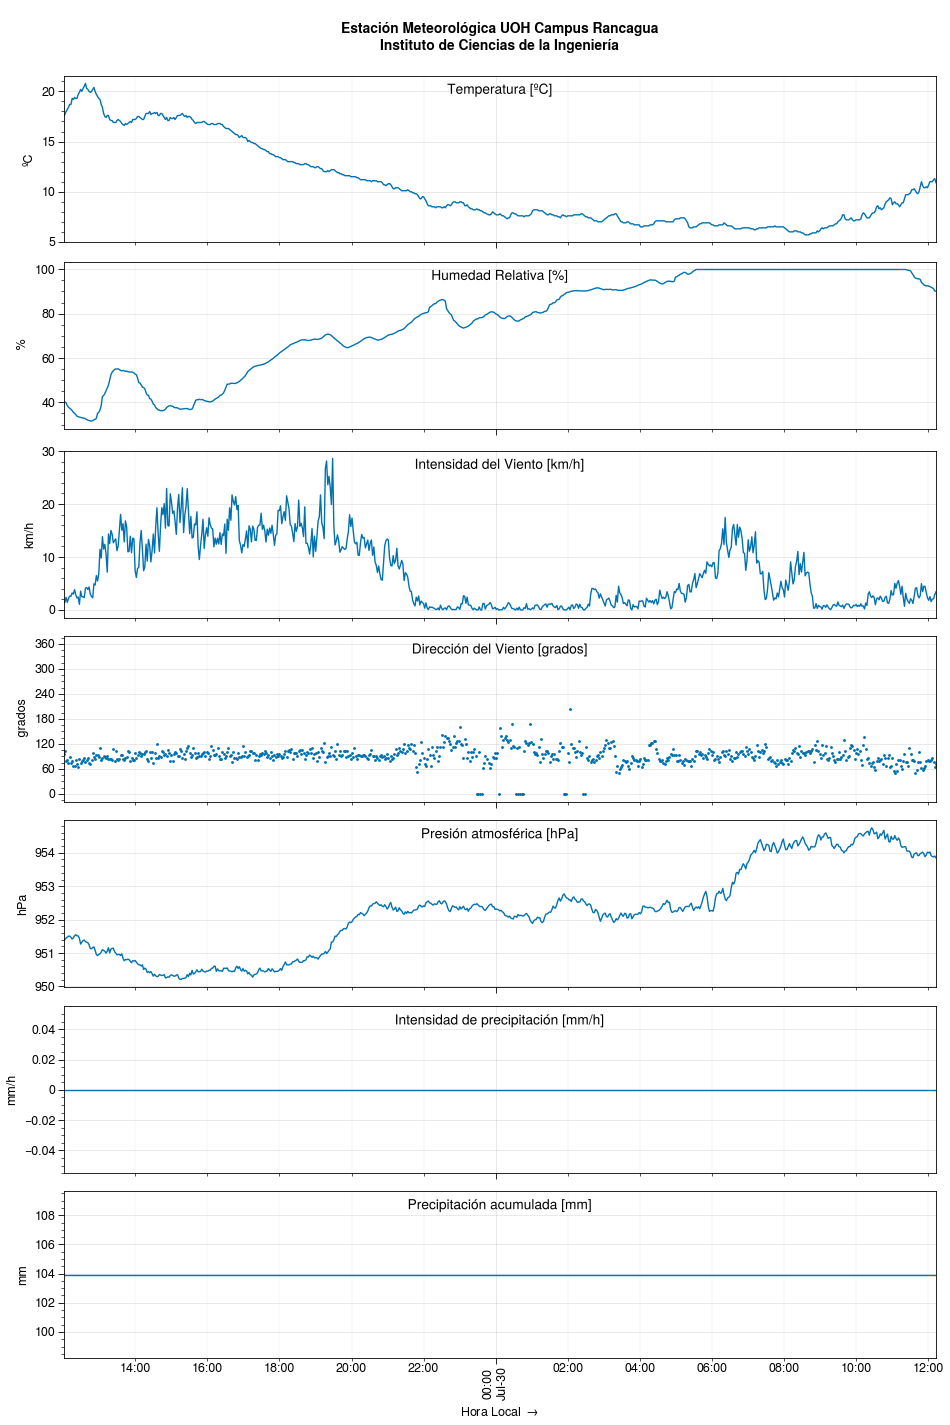 Estación Meteorológica UOH Campus Rancagua
Instituto de Ciencias de la Ingeniería
Temperatura [ºC]
ºC
20
15
10
5
Humedad Relativa [%]
%
100
80
60
40
Intensidad del Viento [km/h]
km/h
30
20
10
0
Dirección del Viento [grados]
grados
360
300
240
180
120
60
0
Presión atmosférica [hPa]
hPa
954
953
952
951
950
Intensidad de precipitación [mm/h]
mm/h
0.04
0.02
0
−0.02
−0.04
Precipitación acumulada [mm]
mm
108
106
104
102
100
14:00 16:00 18:00 20:00 22:00 00:00 02:00 04:00 06:00 08:00 10:00 12:00
Jul-30
Hora Local →